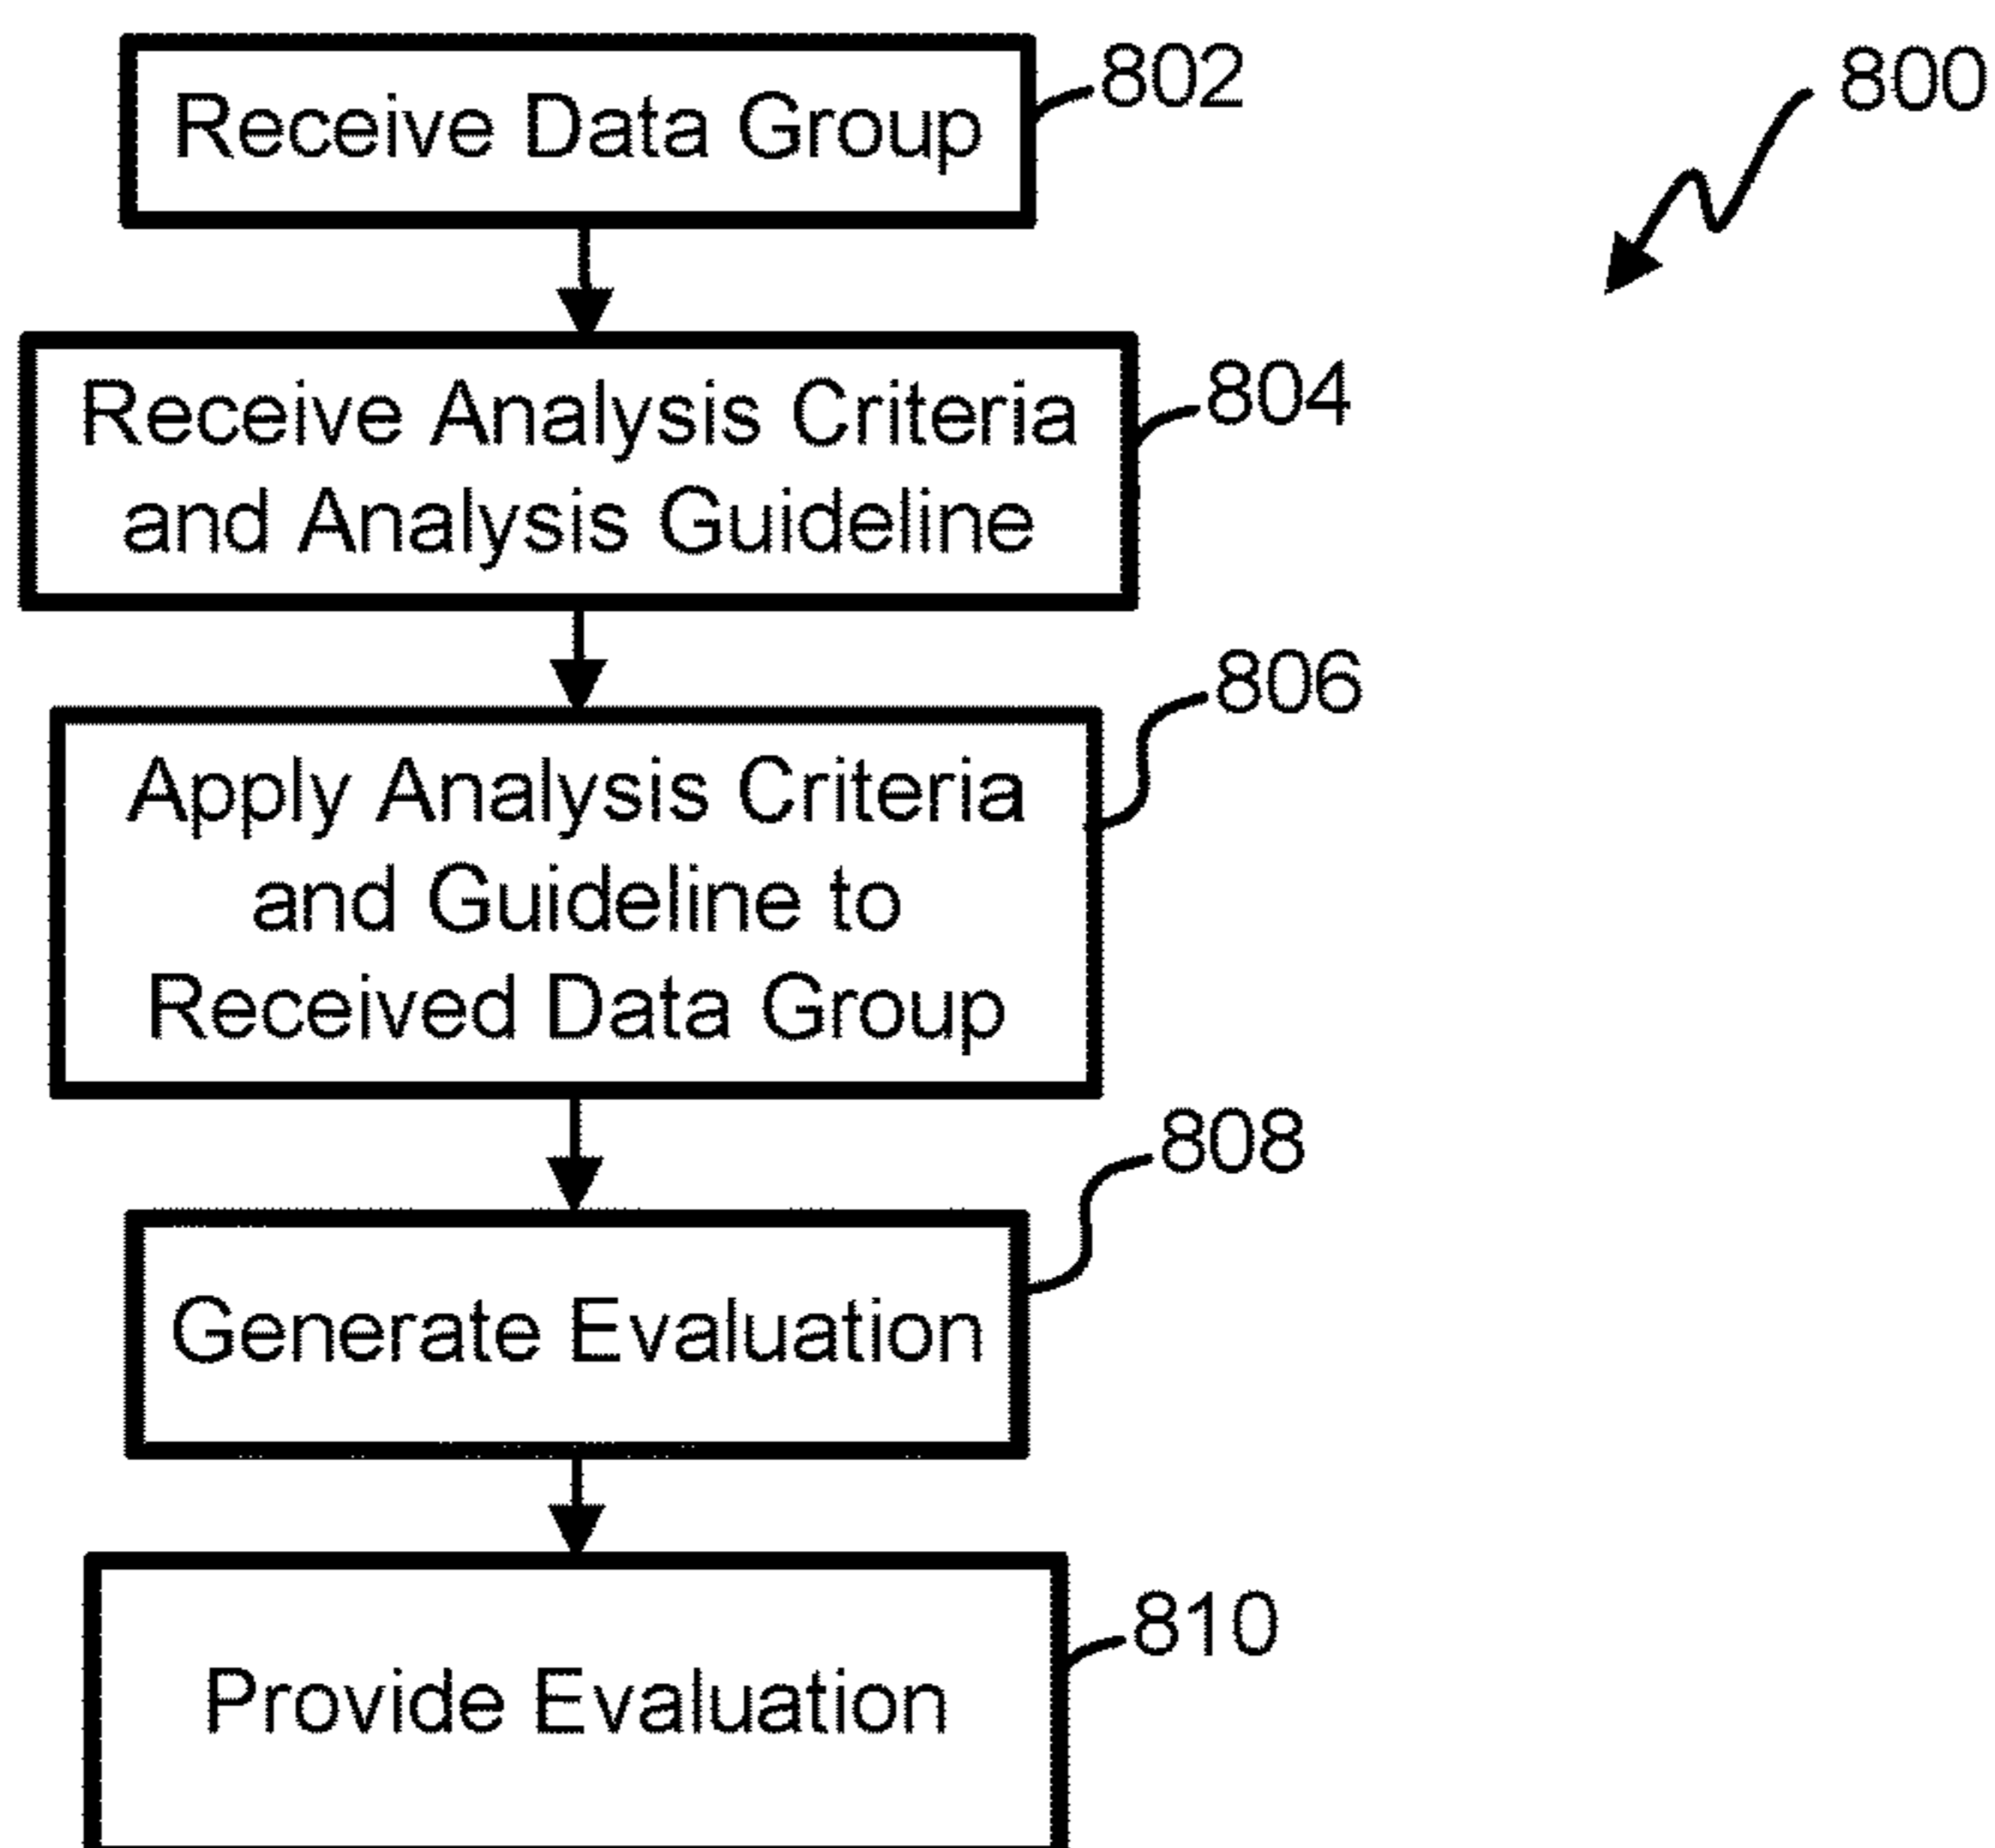 Receive Data Group
802
800
Receive Analysis Criteria
and Analysis Guideline
804
806
Apply Analysis Criteria
and Guideline to
Received Data Group
808
Generate Evaluation
810
Provide Evaluation